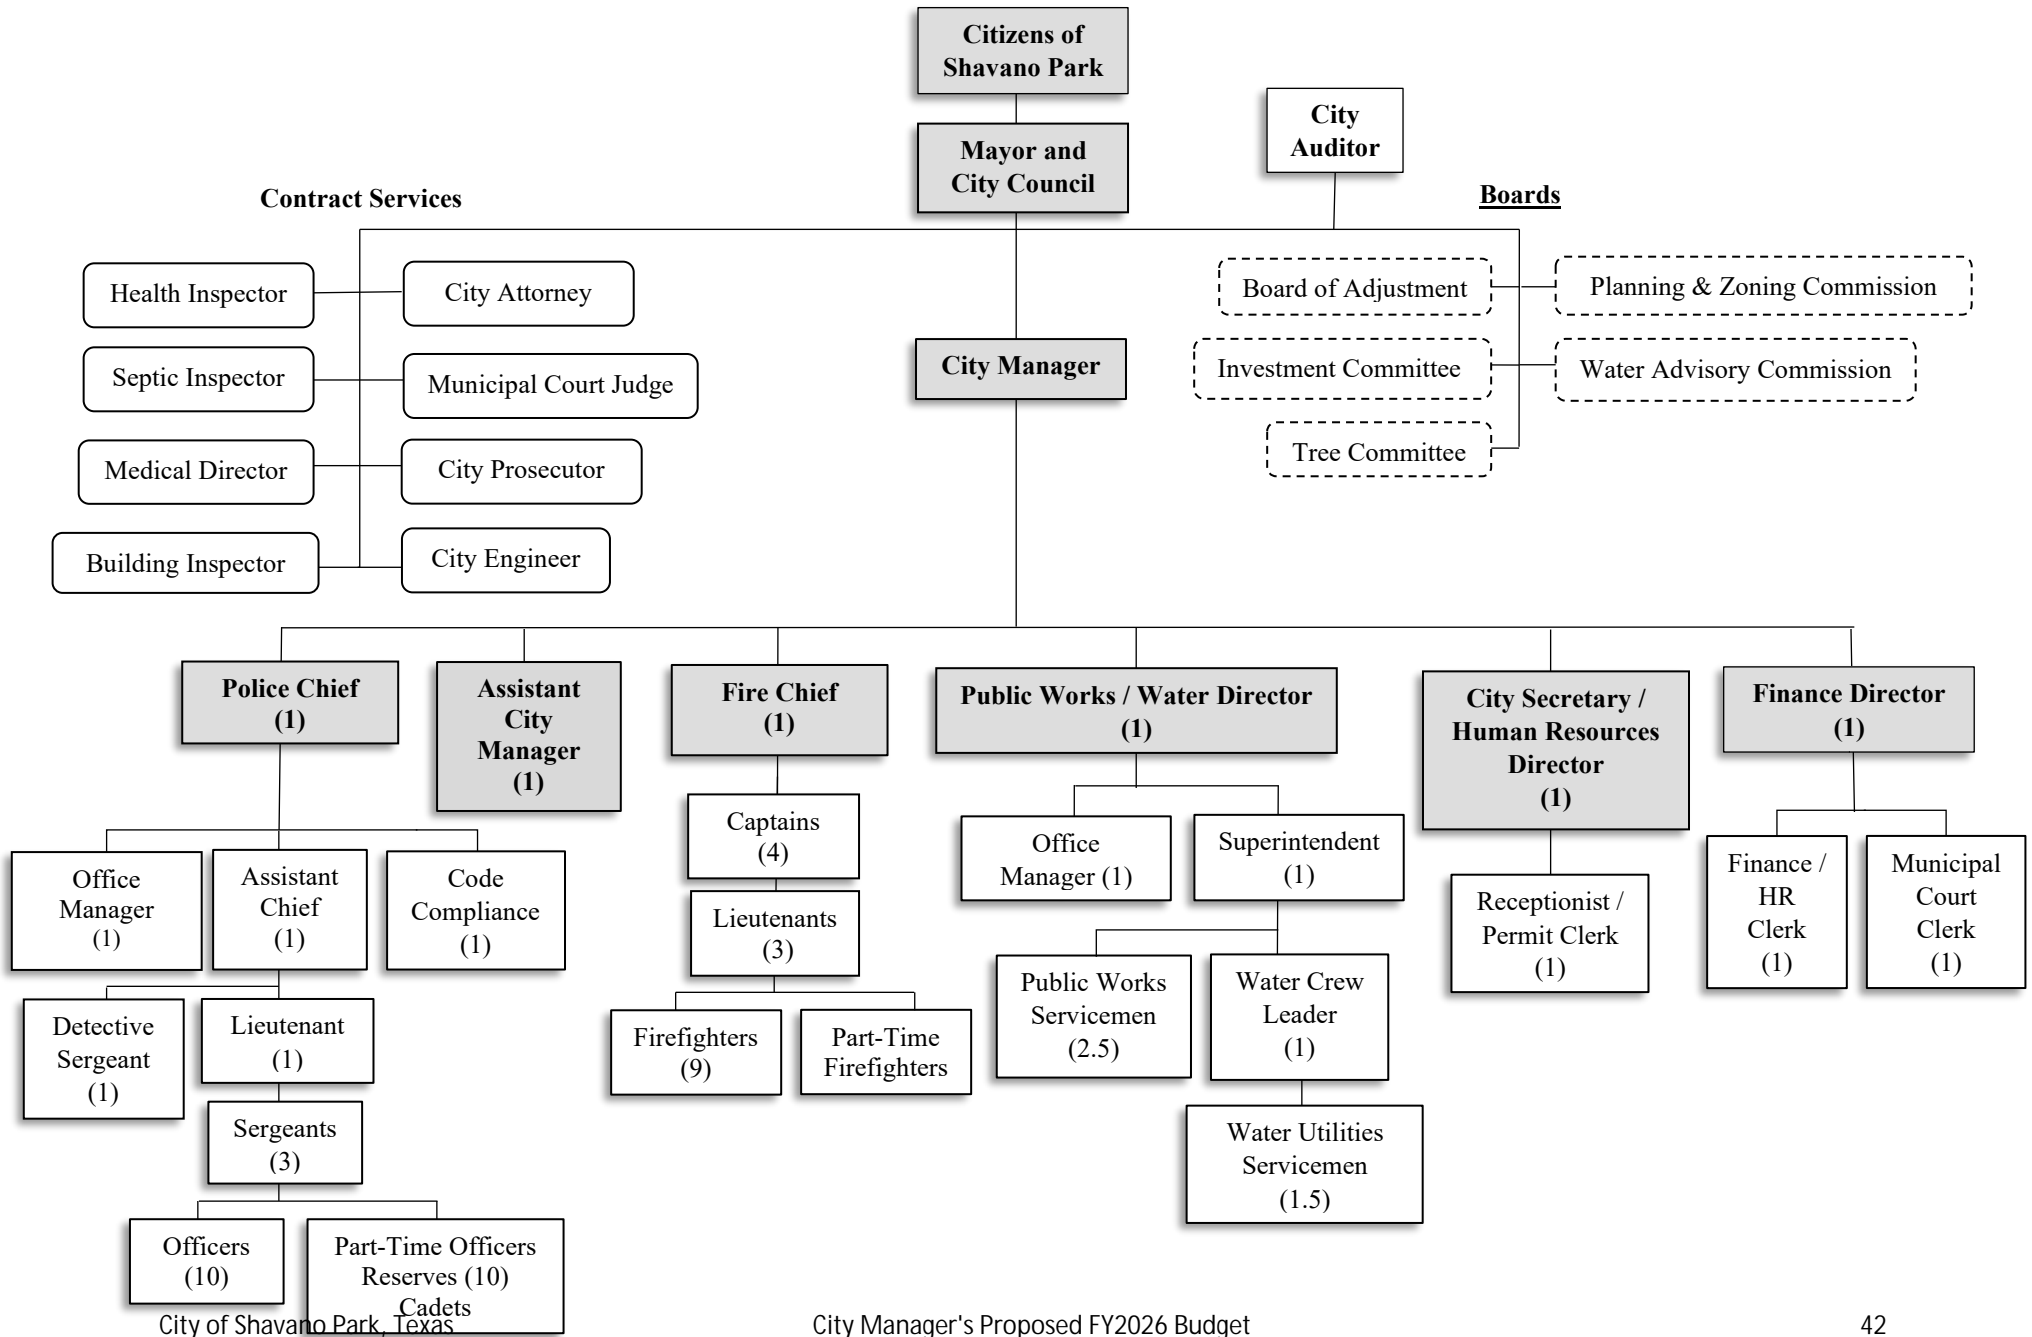 Citizens of
Shavano Park
Mayor and
City Council
City
Auditor
Contract Services
Boards
Health Inspector
City Attorney
Septic Inspector
Municipal Court Judge
Medical Director
City Prosecutor
Building Inspector
City Engineer
City Manager
Board of Adjustment
Planning & Zoning Commission
Investment Committee
Water Advisory Commission
Tree Committee
Police Chief
(1)
Assistant
City
Manager
(1)
Fire Chief
(1)
Public Works / Water Director
(1)
City Secretary /
Human Resources
Director
(1)
Finance Director
(1)
Office
Manager
(1)
Assistant
Chief
(1)
Code
Compliance
(1)
Detective
Sergeant
(1)
Lieutenant
(1)
Sergeants
(3)
Officers
(10)
Part-Time Officers
Reserves (10)
Cadets
Captains
(4)
Lieutenants
(3)
Firefighters
(9)
Part-Time
Firefighters
Office
Manager (1)
Superintendent
(1)
Public Works
Servicemen
(2.5)
Water Crew
Leader
(1)
Water Utilities
Servicemen
(1.5)
Receptionist /
Permit Clerk
(1)
Finance /
HR
Clerk
(1)
Municipal
Court
Clerk
(1)
City of Shavano Park, Texas
City Manager's Proposed FY2026 Budget
42